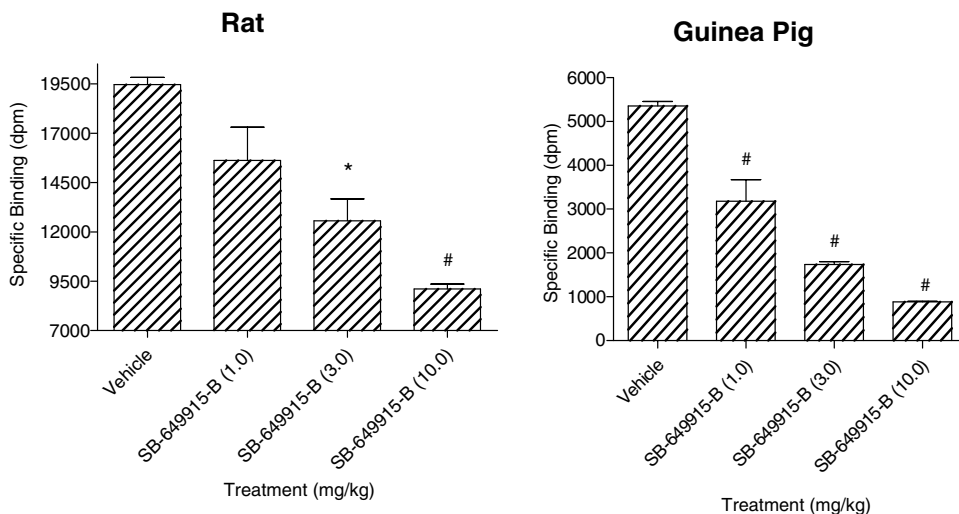 Rat
Specific Binding (dpm)
19500
17000
14500
12000
9500
7000
*
#
Vehicle
SB-649915-B (1.0)
SB-649915-B (3.0)
SB-649915-B (10.0)
Treatment (mg/kg)
Guinea Pig
Specific Binding (dpm)
6000
5000
4000
3000
2000
1000
0
#
#
#
Vehicle
SB-649915-B (1.0)
SB-649915-B (3.0)
SB-649915-B (10.0)
Treatment (mg/kg)